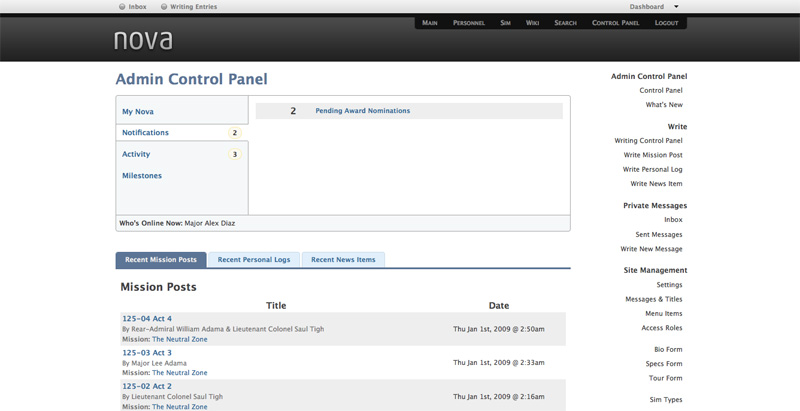 Inbox Writing Entries Dashboard
Main Personnel Sim Wiki Search Control Panel Logout
nova
Admin Control Panel
My Nova
Notifications 2
Activity 3
Milestones
2 Pending Award Nominations
Who's Online Now: Major Alex Diaz
Recent Mission Posts Recent Personal Logs Recent News Items
Mission Posts
Title Date
125-04 Act 4
By Rear-Admiral William Adama & Lieutenant Colonel Saul Tigh
Mission: The Neutral Zone
Thu Jan 1st, 2009 @ 2:50am
125-03 Act 3
By Major Lee Adama
Mission: The Neutral Zone
Thu Jan 1st, 2009 @ 2:33am
125-02 Act 2
By Lieutenant Colonel Saul Tigh
Mission: The Neutral Zone
Thu Jan 1st, 2009 @ 2:16am
Admin Control Panel
Control Panel
What's New
Write
Writing Control Panel
Write Mission Post
Write Personal Log
Write News Item
Private Messages
Inbox
Sent Messages
Write New Message
Site Management
Settings
Messages & Titles
Menu Items
Access Roles
Bio Form
Specs Form
Tour Form
Sim Types